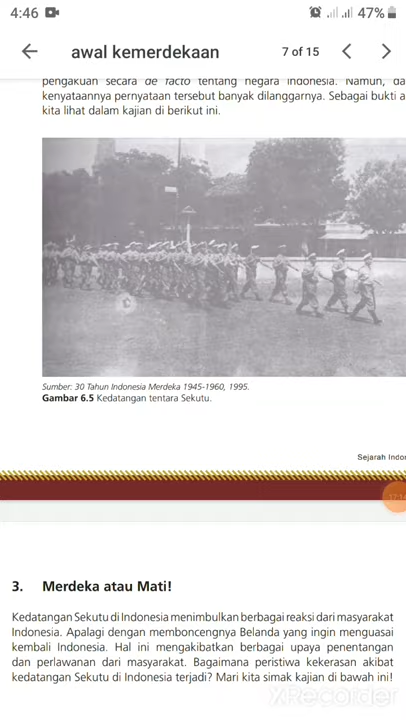 4:46
47%
awal kemerdekaan
7 of 15
pengakuan secara de facto tentang negara Indonesia. Namun, da
kenyataannya pernyataan tersebut banyak dilanggarnya. Sebagai bukti a
kita lihat dalam kajian di berikut ini.
Sumber: 30 Tahun Indonesia Merdeka 1945-1960, 1995.
Gambar 6.5 Kedatangan tentara Sekutu.
Sejarah Indon
17:14
3. Merdeka atau Mati!
Kedatangan Sekutu di Indonesia menimbulkan berbagai reaksi dari masyarakat
Indonesia. Apalagi dengan memboncengnya Belanda yang ingin menguasai
kembali Indonesia. Hal ini mengakibatkan berbagai upaya penentangan
dan perlawanan dari masyarakat. Bagaimana peristiwa kekerasan akibat
kedatangan Sekutu di Indonesia terjadi? Mari kita simak kajian di bawah ini!
XRecorder